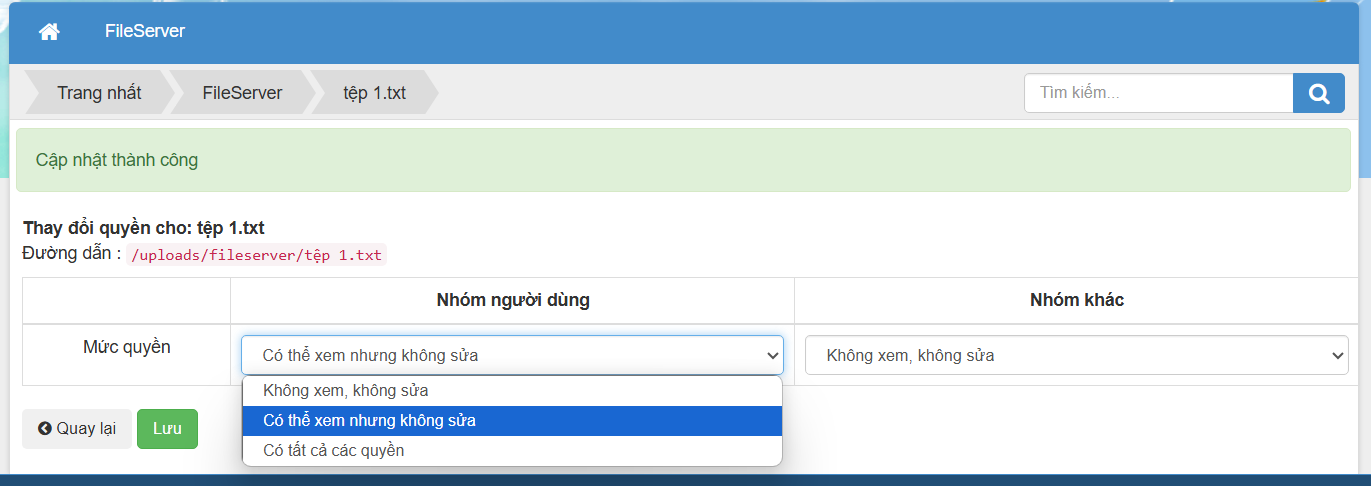 FileServer
Trang nhất FileServer tệp 1.txt Tìm kiếm...
Cập nhật thành công
Thay đổi quyền cho: tệp 1.txt
Đường dẫn : /uploads/fileserver/tệp 1.txt
Nhóm người dùng Nhóm khác
Mức quyền Có thể xem nhưng không sửa Không xem, không sửa
Không xem, không sửa
Có thể xem nhưng không sửa
Có tất cả các quyền
Quay lại Lưu